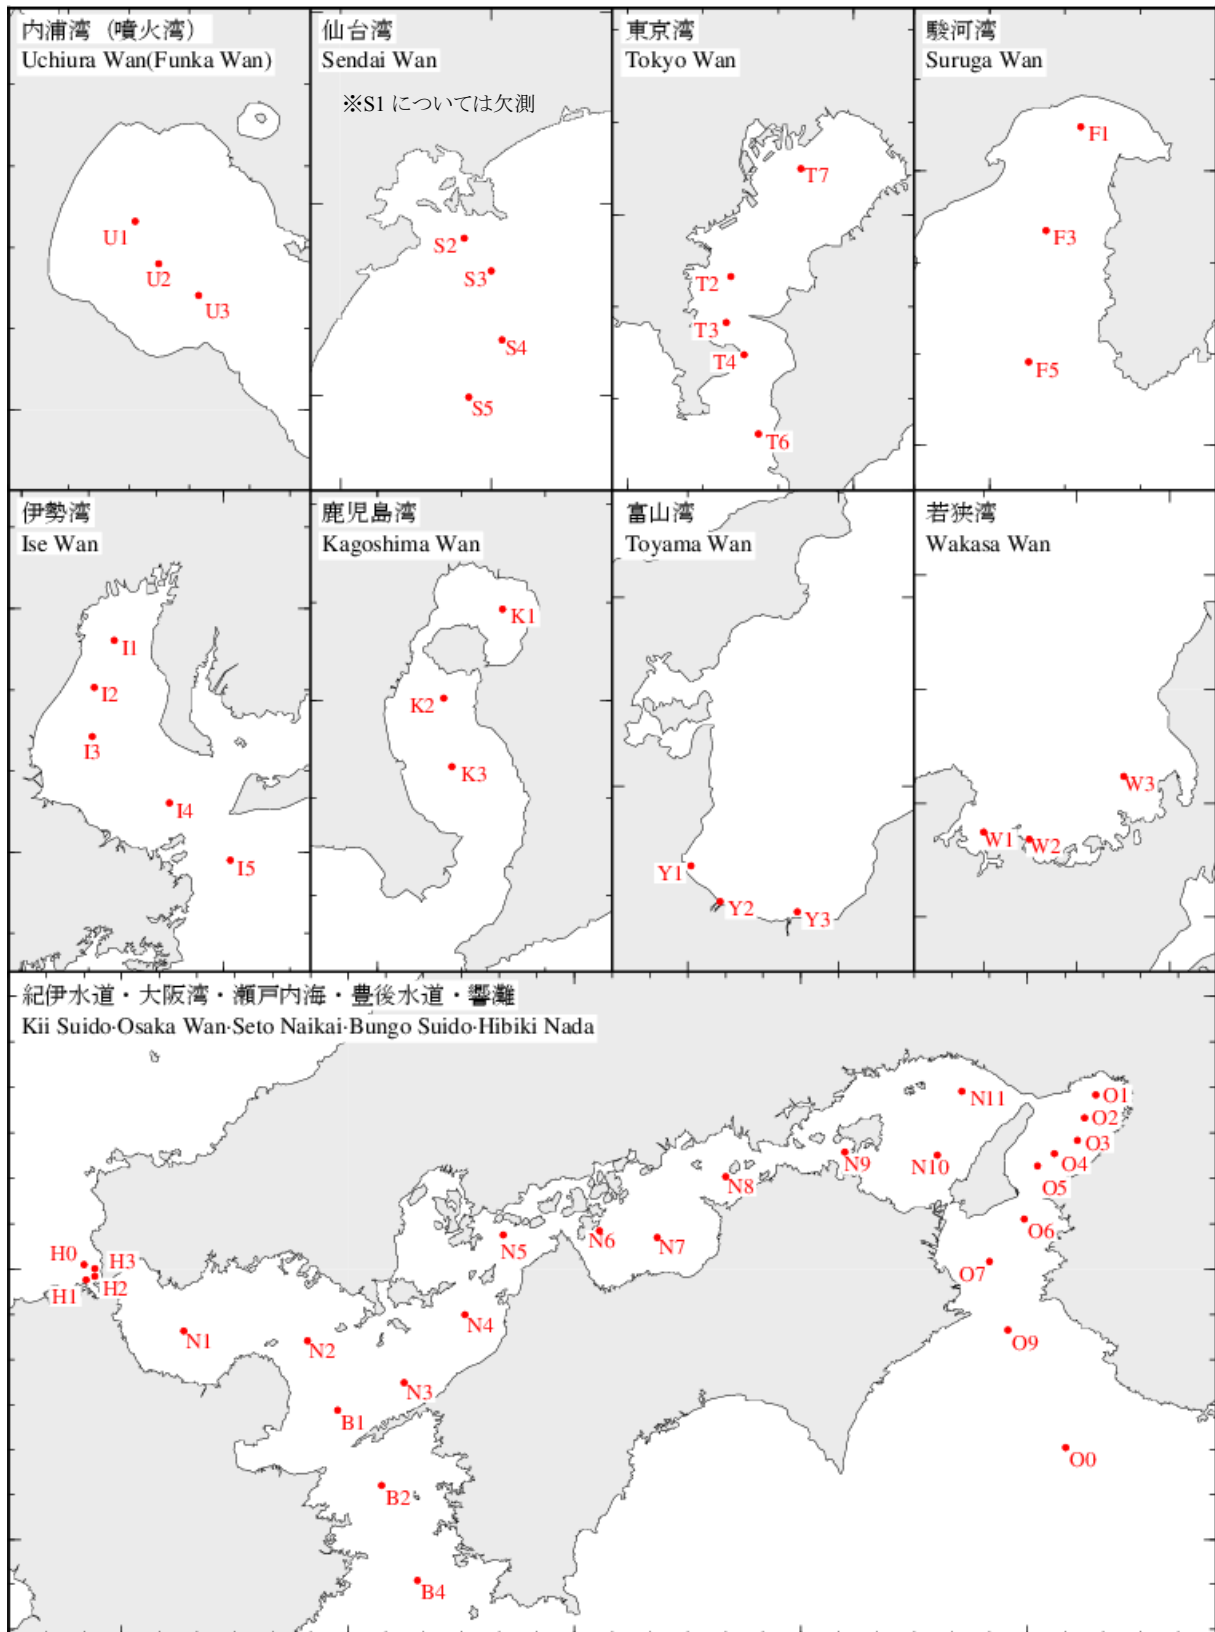 内浦湾（噴火湾）
Uchiura Wan(Funka Wan)
U1
U2
U3
仙台湾
Sendai Wan
※S1 については欠測
S2
S3
S4
S5
東京湾
Tokyo Wan
T7
T2
T3
T4
T6
駿河湾
Suruga Wan
F1
F3
F5
伊勢湾
Ise Wan
I1
I2
I3
I4
I5
鹿児島湾
Kagoshima Wan
K1
K2
K3
富山湾
Toyama Wan
Y1
Y2
Y3
若狭湾
Wakasa Wan
W3
W1
W2
紀伊水道・大阪湾・瀬戸内海・豊後水道・響灘
Kii Suido·Osaka Wan·Seto Naikai·Bungo Suido·Hibiki Nada
N11
O1
O2
O3
O4
O5
N9
N10
N8
O6
N5
N6
N7
H0
H3
H2
H1
O7
N4
N1
N2
O9
N3
B1
O0
B2
B4